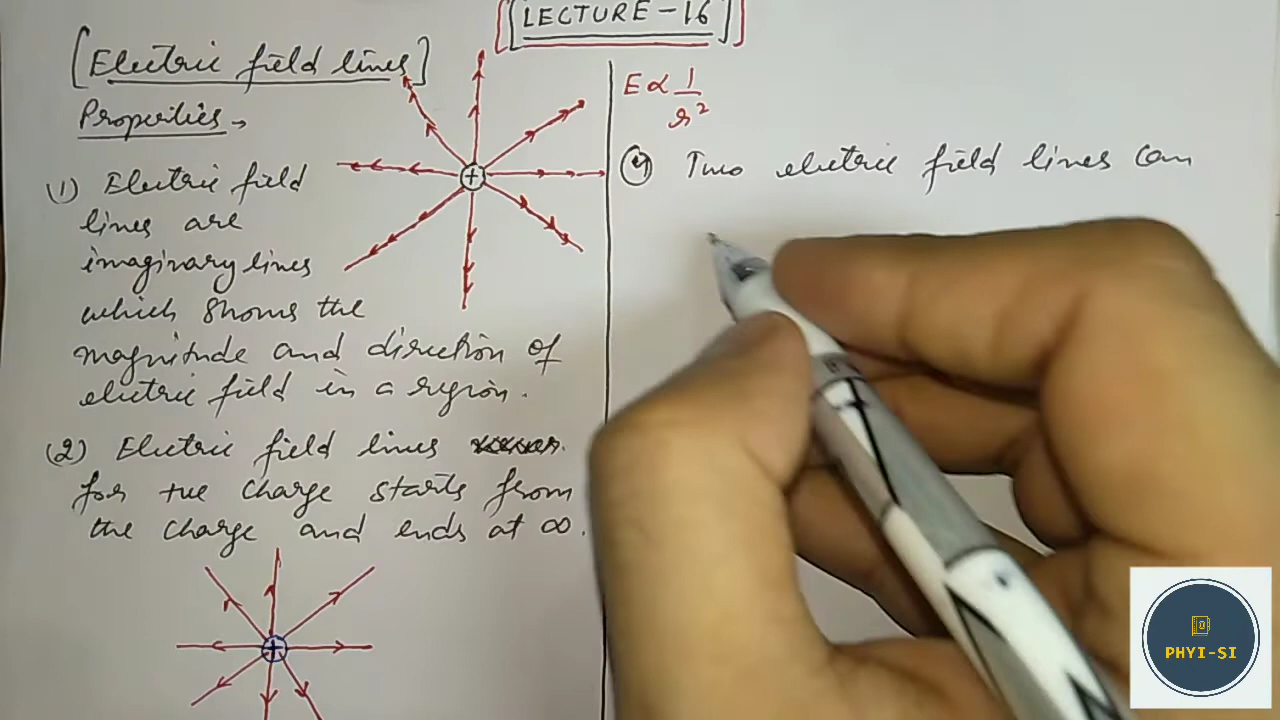 [LECTURE - 16]
[Electric field lines]
Properties →
(1) Electric field
lines are
imaginary lines
which shows the
magnitude and direction of
electric field in a region.
(2) Electric field lines
for +ve charge starts from
the charge and ends at ∞.
+
+
E ∝ 1/r²
(4) Two electric field lines can
PHYI-SI